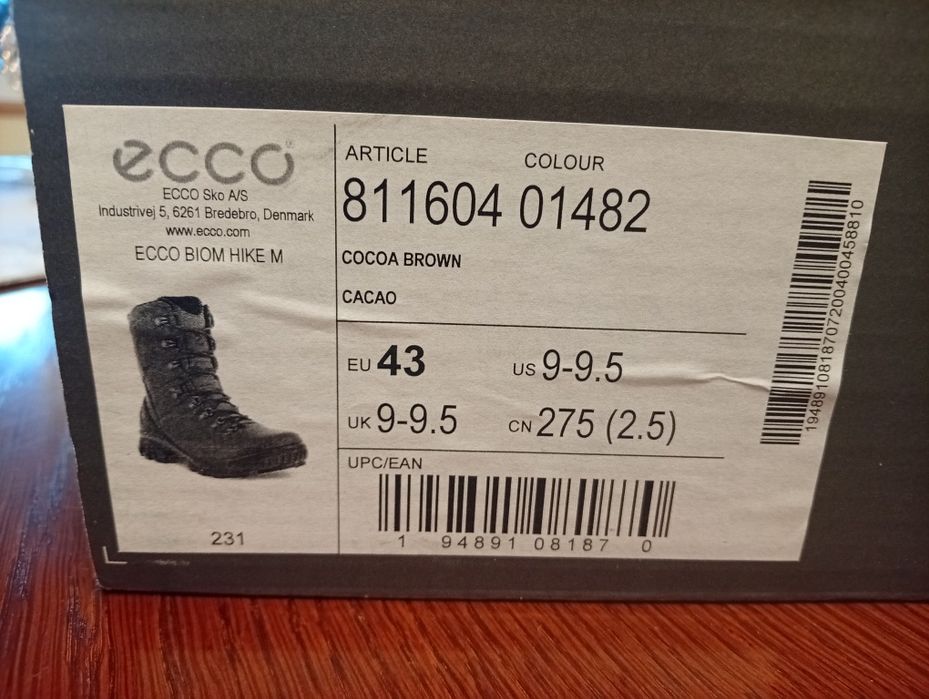 ecco
ECCO Sko A/S
Industrivej 5, 6261 Bredebro, Denmark
www.ecco.com
ECCO BIOM HIKE M
231
ARTICLE COLOUR
811604 01482
COCOA BROWN
CACAO
EU 43 US 9-9.5
UK 9-9.5 CN 275 (2.5)
UPC/EAN
1 94891 08187 0
1948910818707200400458810